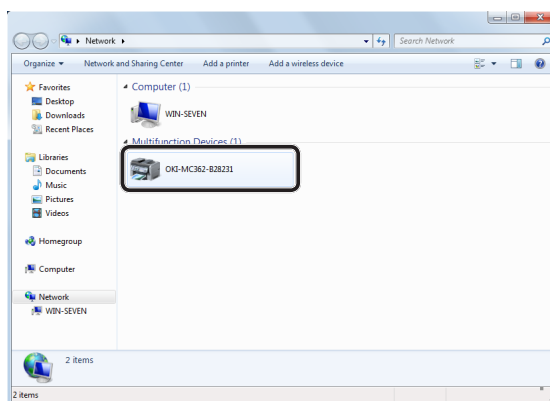 Network
Search Network
Organize Network and Sharing Center Add a printer Add a wireless device
Favorites
Desktop
Downloads
Recent Places
Libraries
Documents
Music
Pictures
Videos
Homegroup
Computer
Network
WIN-SEVEN
Computer (1)
WIN-SEVEN
Multifunction Devices (1)
OKI-MC362-B28231
2 items
2 items